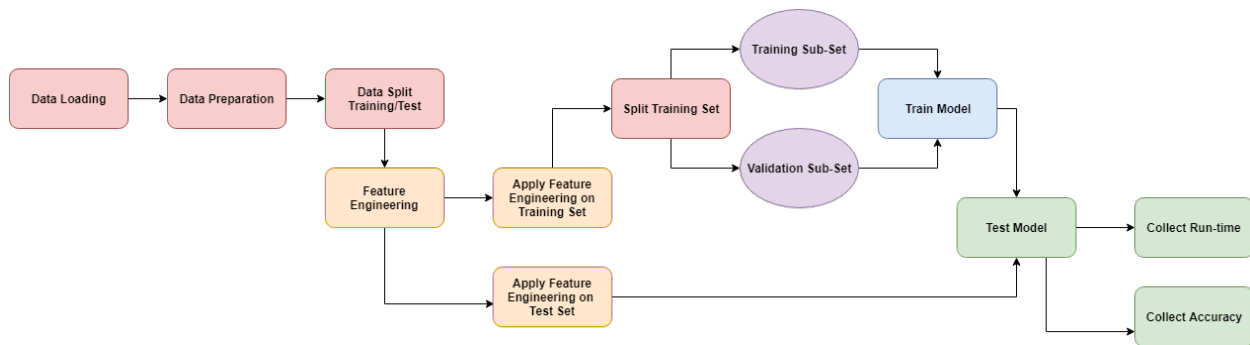 Data Loading
Data Preparation
Data Split
Training/Test
Feature
Engineering
Apply Feature
Engineering on
Training Set
Apply Feature
Engineering on
Test Set
Split Training Set
Training Sub-Set
Validation Sub-Set
Train Model
Test Model
Collect Run-time
Collect Accuracy